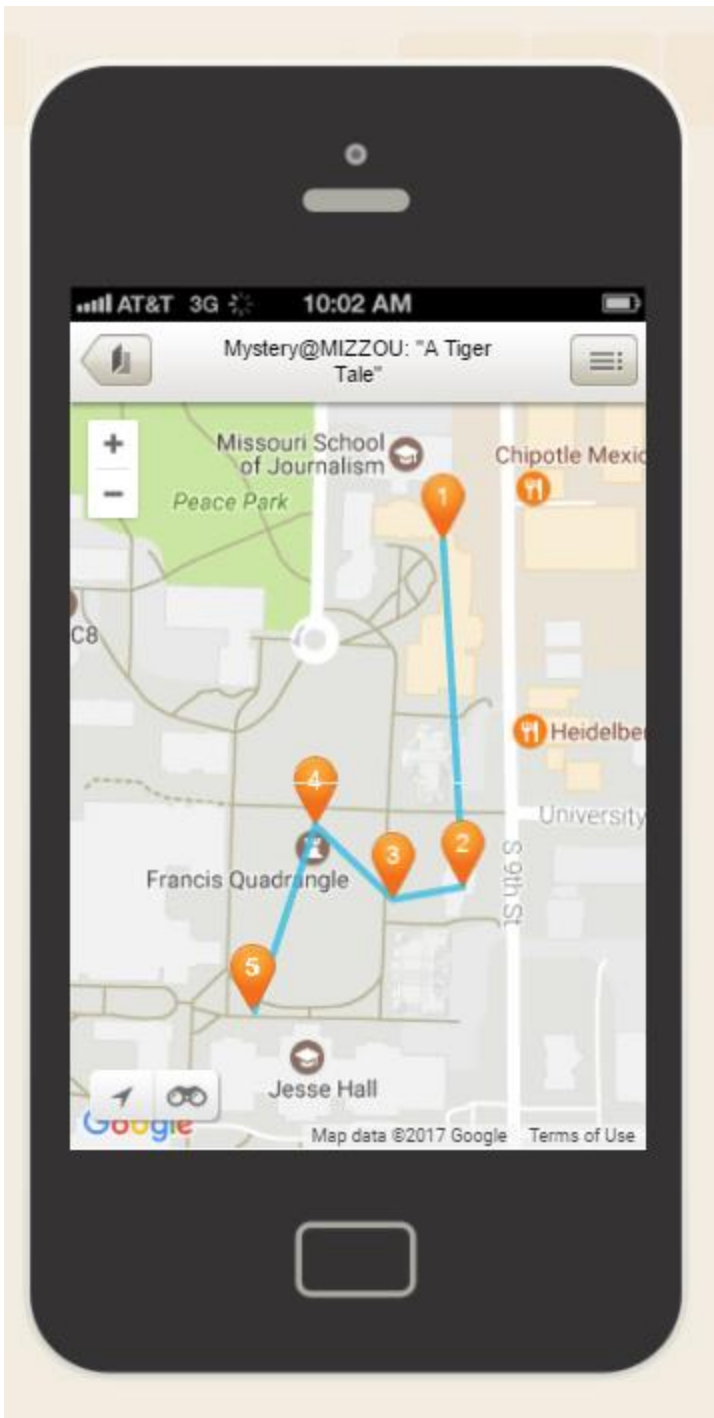 AT&T 3G 10:02 AM
Mystery@MIZZOU: "A Tiger
Tale"
+
−
Missouri School
of Journalism
Chipotle Mexic
Peace Park
1
C8
Heidelber
4
University
2
3
Francis Quadrangle
S 9th St
5
Jesse Hall
Google
Map data ©2017 Google Terms of Use